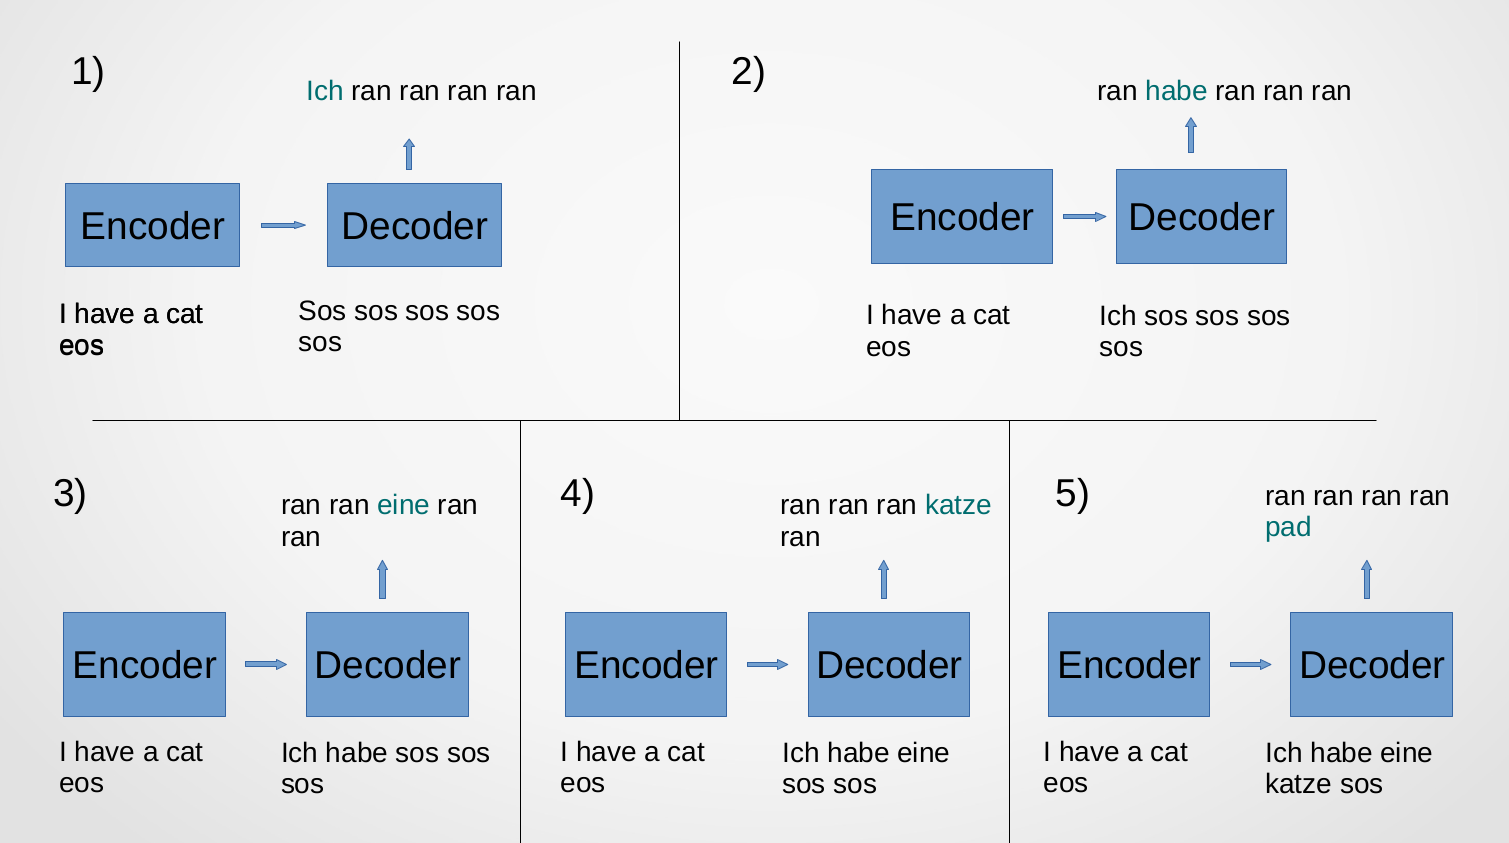 1)
Ich ran ran ran ran
Encoder
Decoder
I have a cat
eos
Sos sos sos sos
sos
2)
ran habe ran ran ran
Encoder
Decoder
I have a cat
eos
Ich sos sos sos
sos
3)
ran ran eine ran
ran
Encoder
Decoder
I have a cat
eos
Ich habe sos sos
sos
4)
ran ran ran katze
ran
Encoder
Decoder
I have a cat
eos
Ich habe eine
sos sos
5)
ran ran ran ran
pad
Encoder
Decoder
I have a cat
eos
Ich habe eine
katze sos